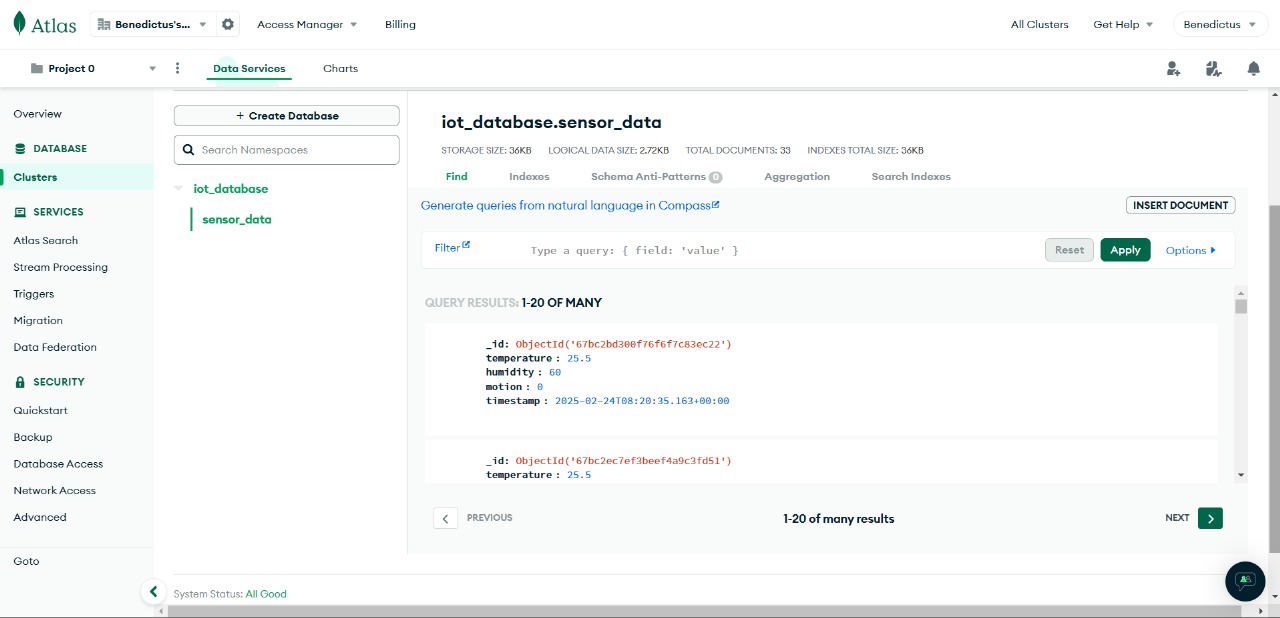 Atlas
Benedictus's...
Access Manager
Billing
All Clusters
Get Help
Benedictus
Project 0
Data Services
Charts
Overview
DATABASE
Clusters
SERVICES
Atlas Search
Stream Processing
Triggers
Migration
Data Federation
SECURITY
Quickstart
Backup
Database Access
Network Access
Advanced
Goto
+ Create Database
Search Namespaces
iot_database
sensor_data
iot_database.sensor_data
STORAGE SIZE: 36KB LOGICAL DATA SIZE: 2.72KB TOTAL DOCUMENTS: 33 INDEXES TOTAL SIZE: 36KB
Find Indexes Schema Anti-Patterns 0 Aggregation Search Indexes
Generate queries from natural language in Compass
INSERT DOCUMENT
Filter
Type a query: { field: 'value' }
Reset
Apply
Options
QUERY RESULTS: 1-20 OF MANY
_id: ObjectId('67bc2bd300f76f6f7c83ec22')
temperature : 25.5
humidity : 60
motion : 0
timestamp : 2025-02-24T08:20:35.163+00:00
_id: ObjectId('67bc2ec7ef3beef4a9c3fd51')
temperature : 25.5
PREVIOUS
1-20 of many results
NEXT
System Status: All Good